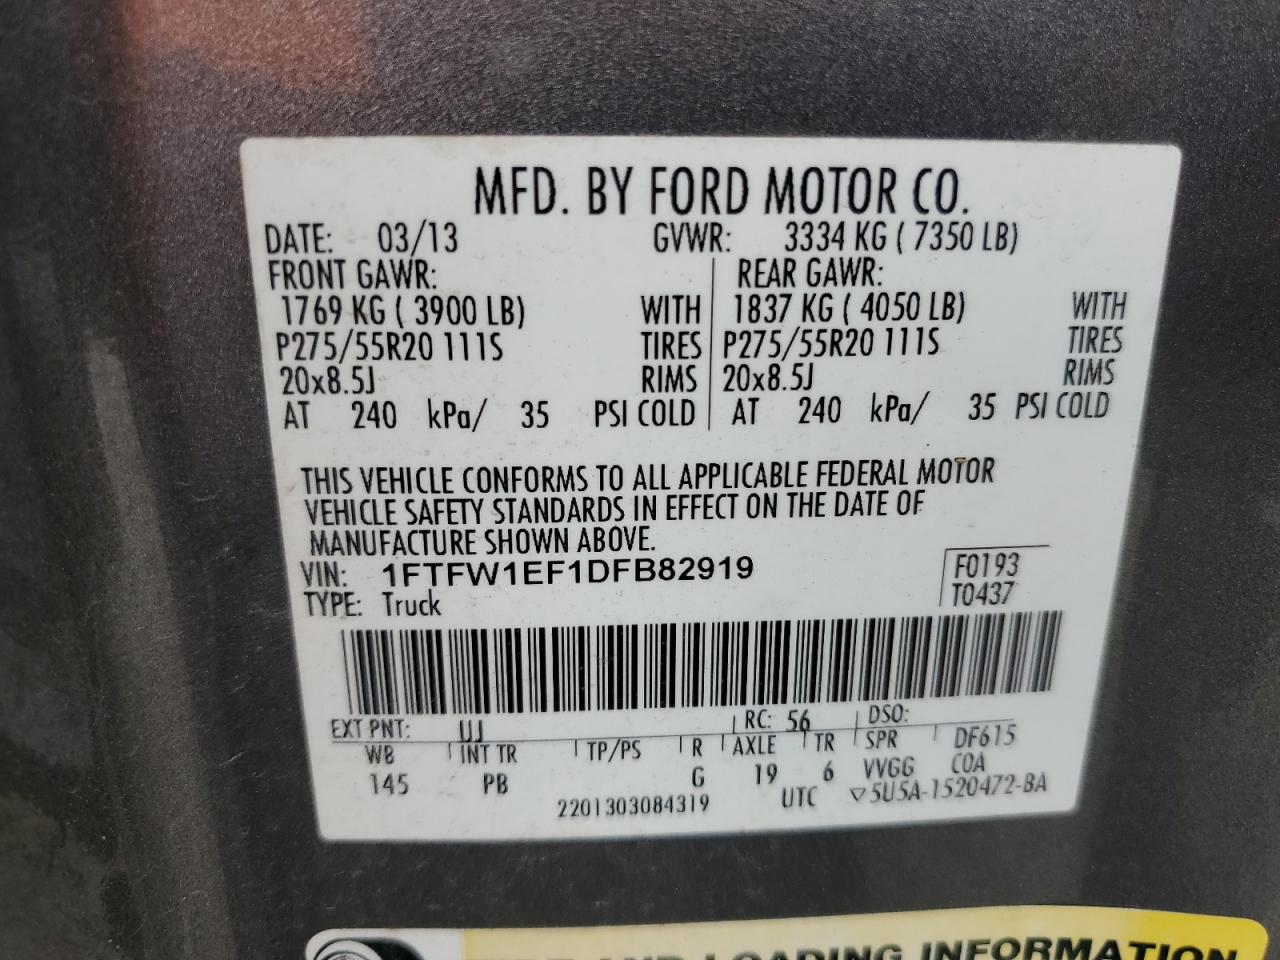 MFD. BY FORD MOTOR CO.
DATE: 03/13 GVWR: 3334 KG ( 7350 LB)
FRONT GAWR: REAR GAWR:
1769 KG ( 3900 LB) WITH 1837 KG ( 4050 LB) WITH
P275/55R20 111S TIRES P275/55R20 111S TIRES
20x8.5J RIMS 20x8.5J RIMS
AT 240 kPa/ 35 PSI COLD AT 240 kPa/ 35 PSI COLD
THIS VEHICLE CONFORMS TO ALL APPLICABLE FEDERAL MOTOR
VEHICLE SAFETY STANDARDS IN EFFECT ON THE DATE OF
MANUFACTURE SHOWN ABOVE.
VIN: 1FTFW1EF1DFB82919 F0193
TYPE: Truck T0437
EXT PNT: UJ RC: 56 DSO:
WB INT TR TP/PS R AXLE TR SPR DF615
145 PB G 19 6 VVGG COA
2201303084319 UTC ▽5U5A-1520472-BA
AND LOADING INFORMATION